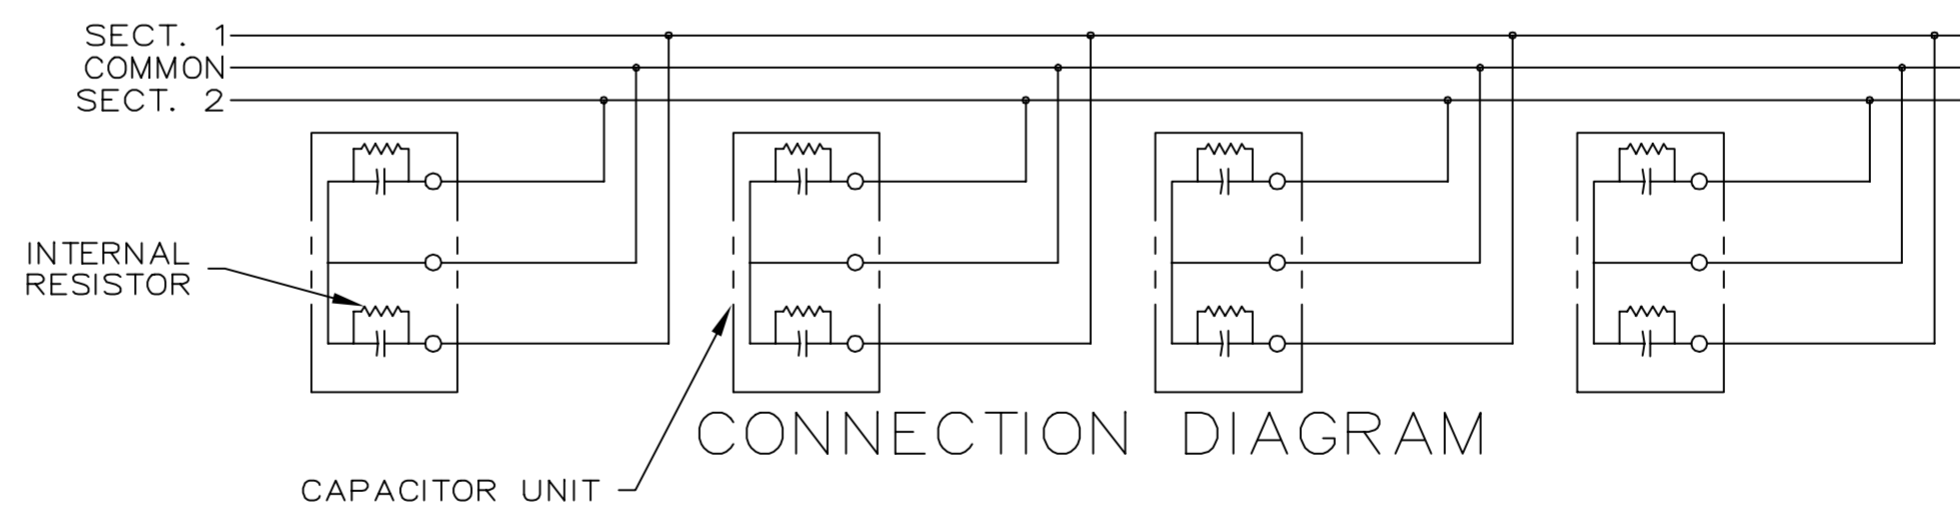 SECT. 1
COMMON
SECT. 2
INTERNAL
RESISTOR
CONNECTION DIAGRAM
CAPACITOR UNIT